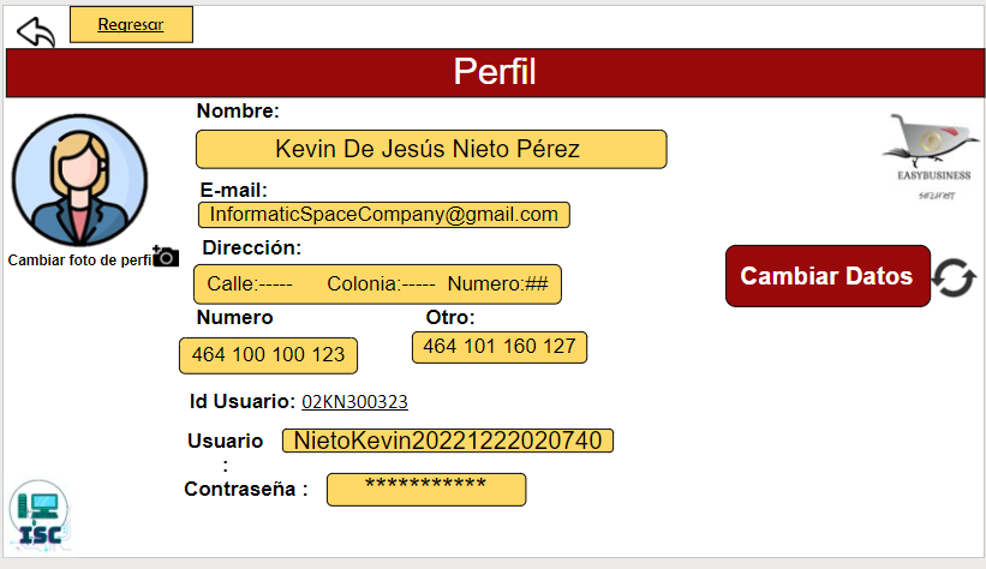 Regresar
Perfil
Nombre:
Kevin De Jesús Nieto Pérez
EASYBUSINESS
E-mail:
InformaticSpaceCompany@gmail.com
Dirección:
Cambiar foto de perfi
Calle:----- Colonia:----- Numero:##
Cambiar Datos
Numero Otro:
464 100 100 123 464 101 160 127
Id Usuario: 02KN300323
Usuario : NietoKevin20221222020740
Contraseña : ***********
ISC